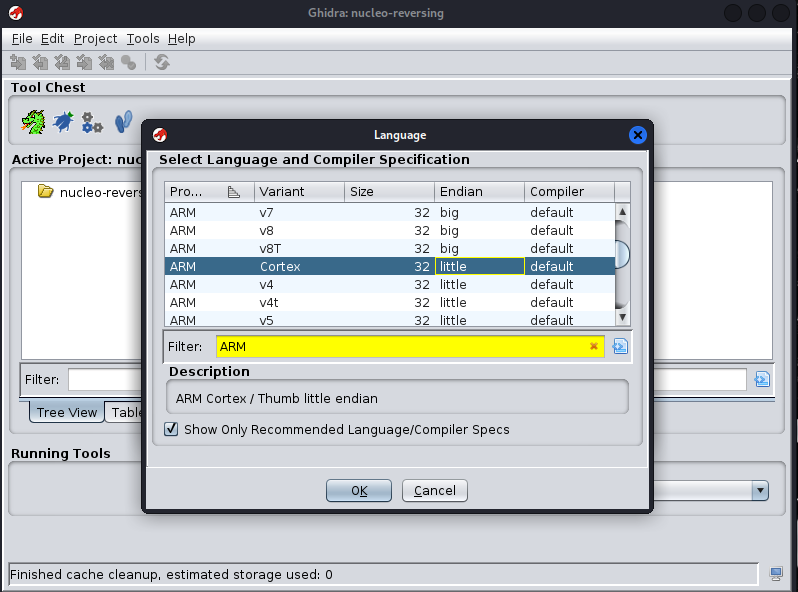 Ghidra: nucleo-reversing
File Edit Project Tools Help
Tool Chest
Active Project: nuc
nucleo-revers
Filter:
Tree View Table
Running Tools
Finished cache cleanup, estimated storage used: 0
Language
Select Language and Compiler Specification
Pro... Variant Size Endian Compiler
ARM v7 32 big default
ARM v8 32 big default
ARM v8T 32 big default
ARM Cortex 32 little default
ARM v4 32 little default
ARM v4t 32 little default
ARM v5 32 little default
Filter: ARM
Description
ARM Cortex / Thumb little endian
Show Only Recommended Language/Compiler Specs
OK Cancel